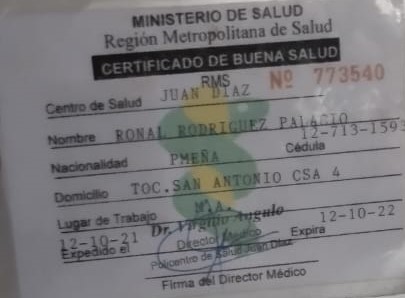 MINISTERIO DE SALUD
Región Metropolitana de Salud
CERTIFICADO DE BUENA SALUD
RMS Nº 773540
Centro de Salud JUAN DIAZ
Nombre RONAL RODRIGUEZ PALACIO
12-713-1593
Nacionalidad PMEÑA Cédula
Domicilio TOC.SAN ANTONIO CSA 4
Lugar de Trabajo N.A.
12-10-21 Dr. Virgilio Angulo 12-10-22
Expedido el Director Médico Expira
Policentro de Salud Juan Diaz
Firma del Director Médico